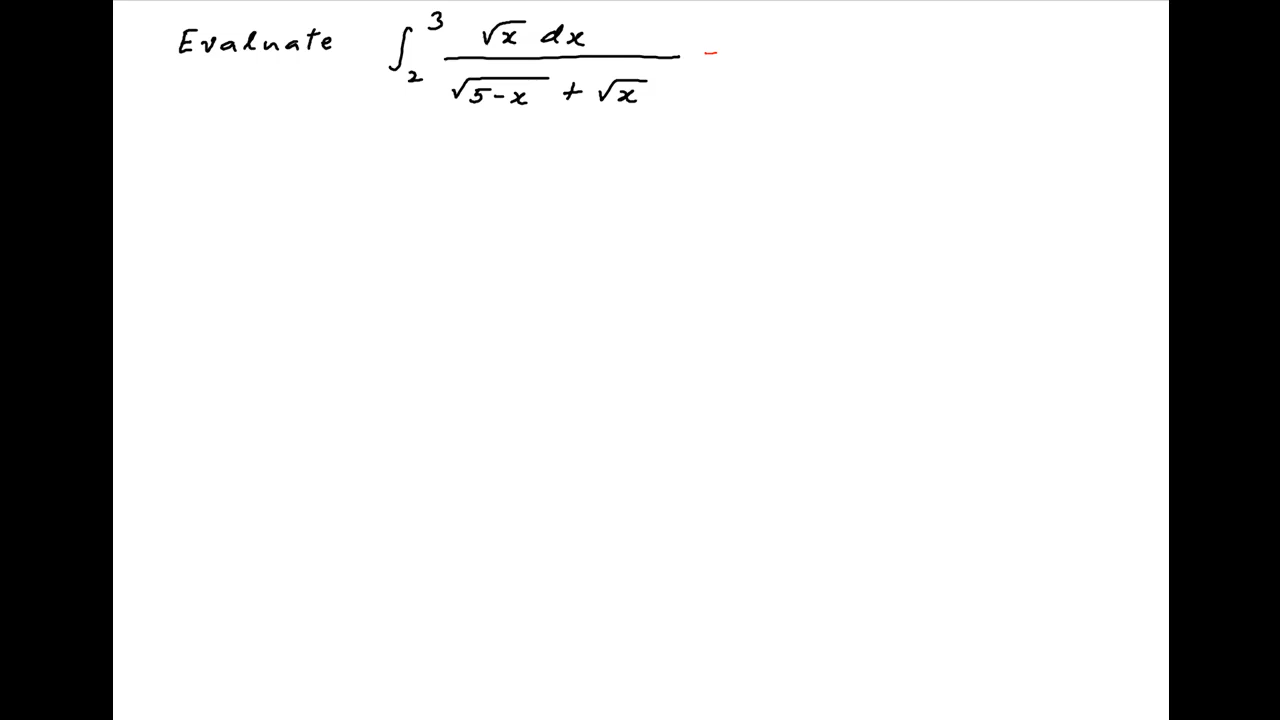 Evaluate ∫₂³ √x dx / (√(5-x) + √x) -